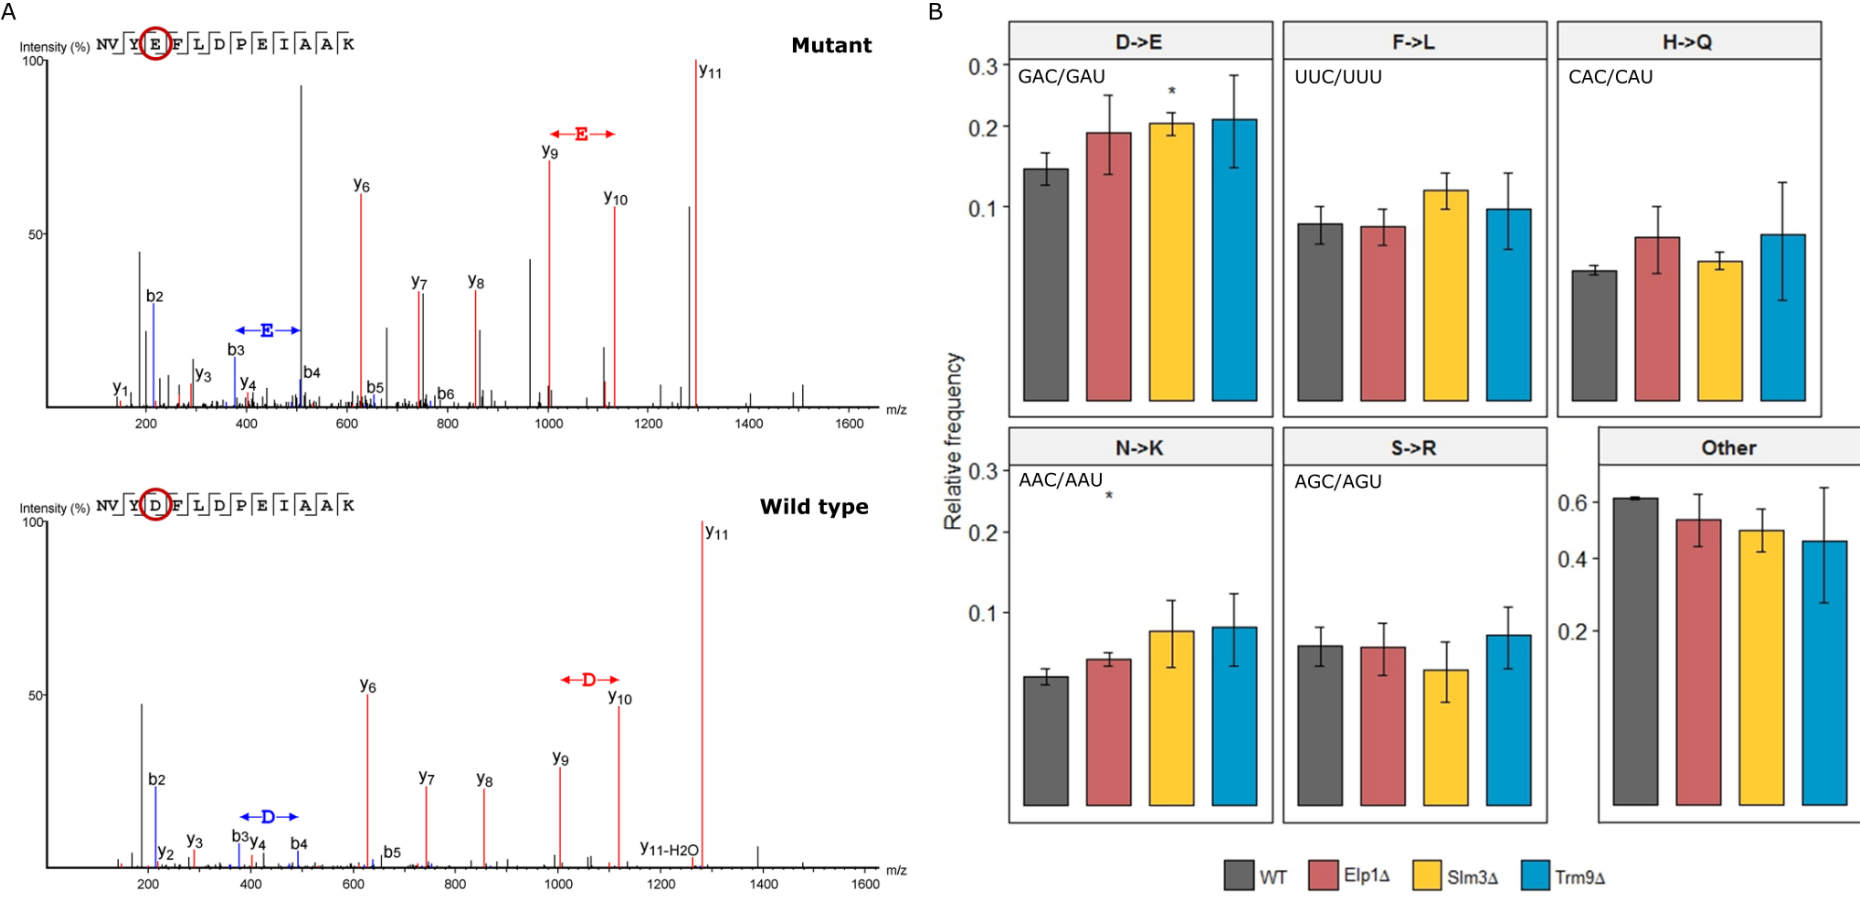 A
Intensity (%) NVYEFLDPEIAAK
Mutant
100
50
y11
E
y9
y10
y6
y7
y8
b2
E
b3
y1
y3
y4
b4
b5
b6
200 400 600 800 1000 1200 1400 1600 m/z
Intensity (%) NVYDFLDPEIAAK
Wild type
100
50
y11
y6
D
y10
y9
y7
y8
b2
D
y2
y3
b3
y4
b4
b5
y11-H2O
200 400 600 800 1000 1200 1400 1600 m/z
B
Relative frequency
D->E
F->L
H->Q
0.3
0.2
0.1
GAC/GAU
UUC/UUU
CAC/CAU
*
N->K
S->R
Other
0.3
0.2
0.1
AAC/AAU
AGC/AGU
*
0.6
0.4
0.2
WT Elp1Δ Slm3Δ Trm9Δ